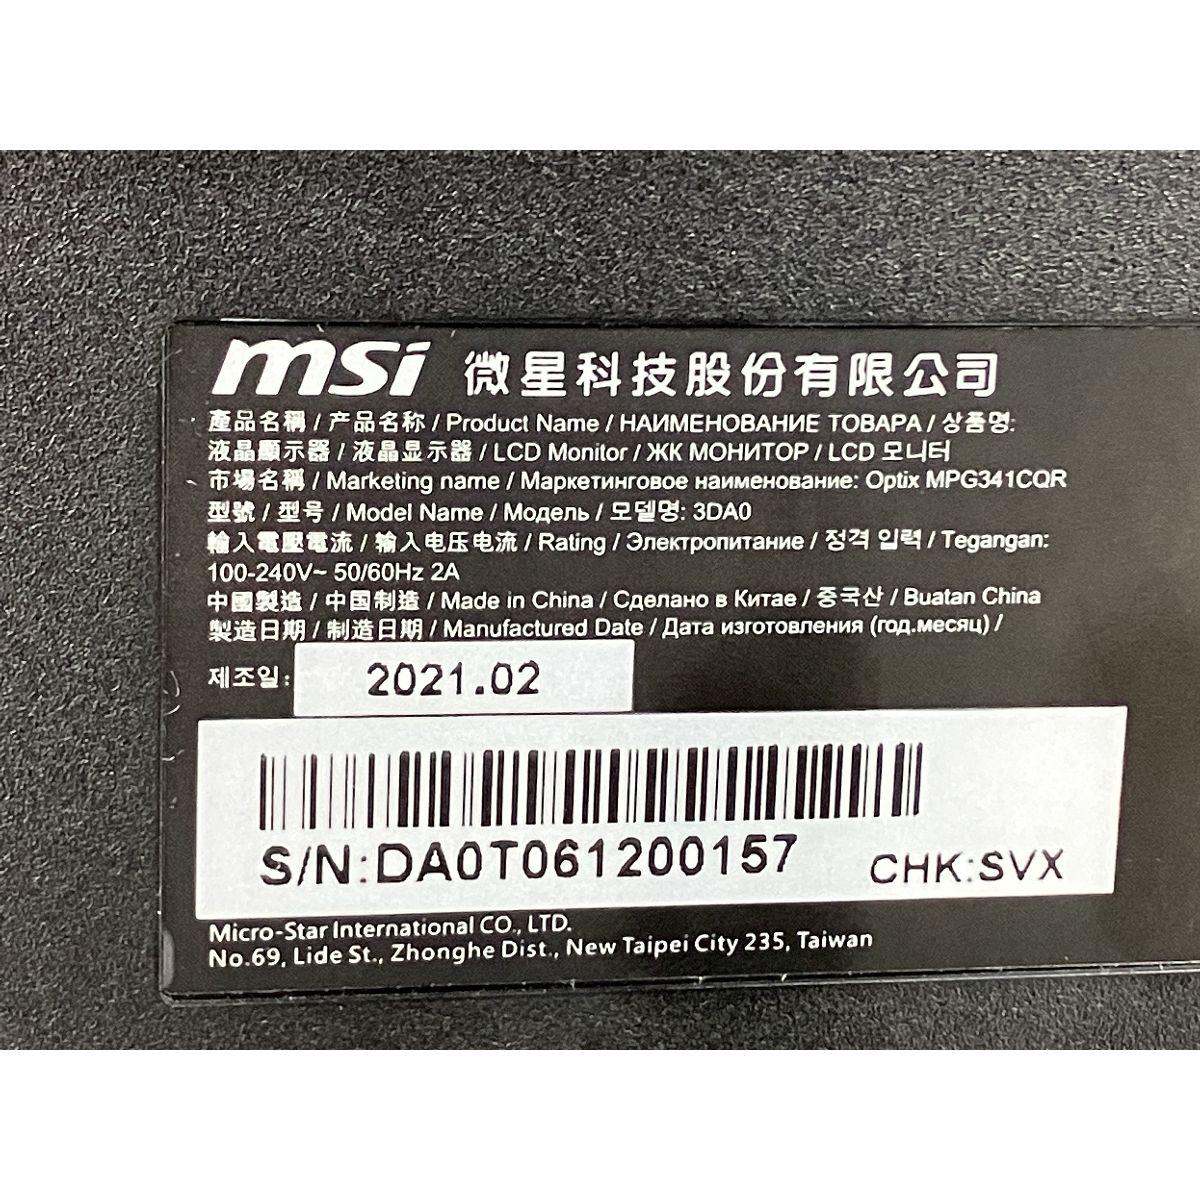 msi 微星科技股份有限公司
產品名稱 / 产品名称 / Product Name / НАИМЕНОВАНИЕ ТОВАРА / 상품명:
液晶顯示器 / 液晶显示器 / LCD Monitor / ЖК МОНИТОР / LCD 모니터
市場名稱 / Marketing name / Маркетинговое наименование: Optix MPG341CQR
型號 / 型号 / Model Name / Модель / 모델명: 3DA0
輸入電壓電流 / 输入电压电流 / Rating / Электропитание / 정격 입력 / Tegangan:
100-240V~ 50/60Hz 2A
中國製造 / 中国制造 / Made in China / Сделано в Китае / 중국산 / Buatan China
製造日期 / 制造日期 / Manufactured Date / Дата изготовления (год.месяц) /
제조일: 2021.02
S/N:DA0T061200157 CHK:SVX
Micro-Star International CO., LTD.
No.69, Lide St., Zhonghe Dist., New Taipei City 235, Taiwan